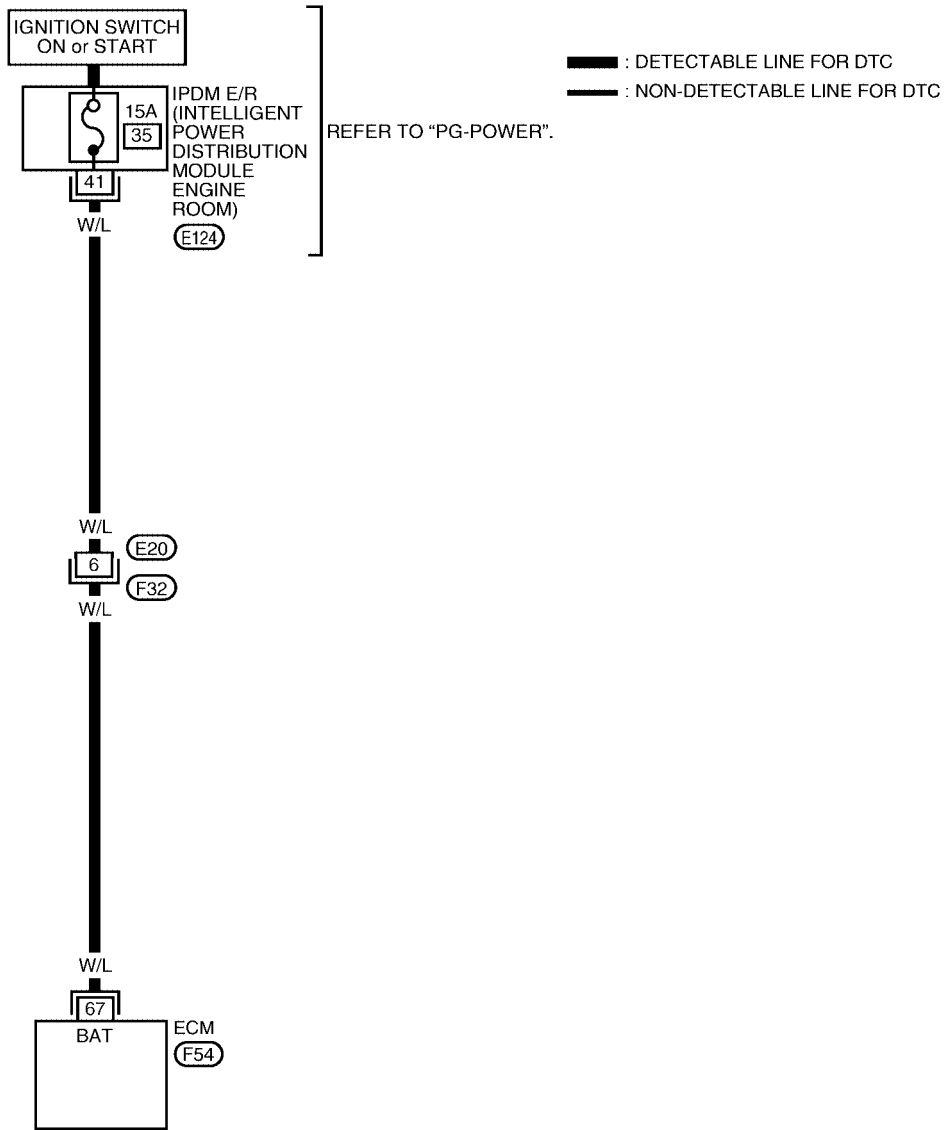 IGNITION SWITCH
ON or START
15A
35
IPDM E/R
(INTELLIGENT
POWER
DISTRIBUTION
MODULE
ENGINE
ROOM)
E124
REFER TO “PG-POWER”.
: DETECTABLE LINE FOR DTC
: NON-DETECTABLE LINE FOR DTC
41
W/L
W/L
E20
6
F32
W/L
W/L
67
BAT
ECM
F54